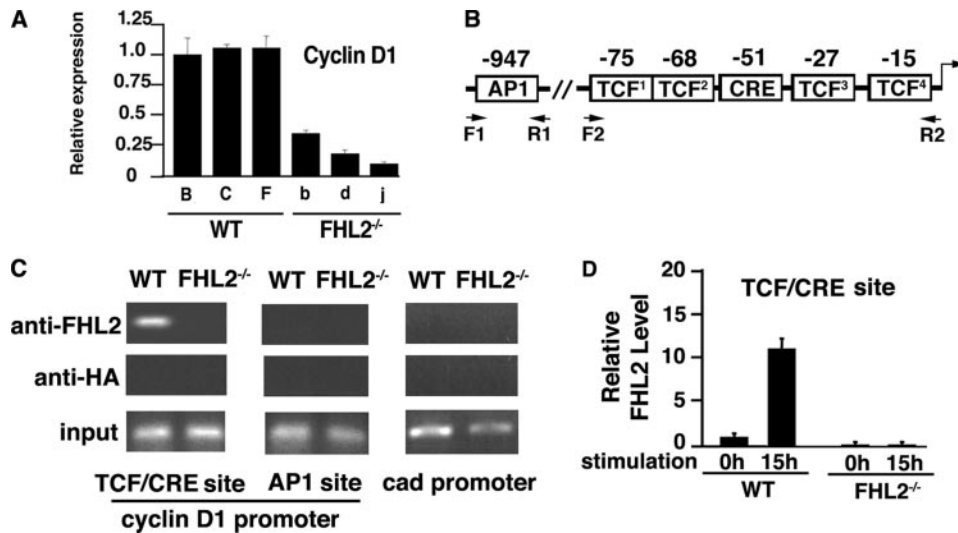 A
Relative expression
1.25
1.0
0.75
0.5
0.25
0
Cyclin D1
B C F b d j
WT FHL2-/-
B
-947 -75 -68 -51 -27 -15
AP1 // TCF1 TCF2 CRE TCF3 TCF4
F1 R1 F2 R2
C
WT FHL2-/- WT FHL2-/- WT FHL2-/-
anti-FHL2
anti-HA
input
TCF/CRE site AP1 site cad promoter
cyclin D1 promoter
D
Relative
FHL2 Level
20
15
10
5
0
TCF/CRE site
stimulation 0h 15h 0h 15h
WT FHL2-/-